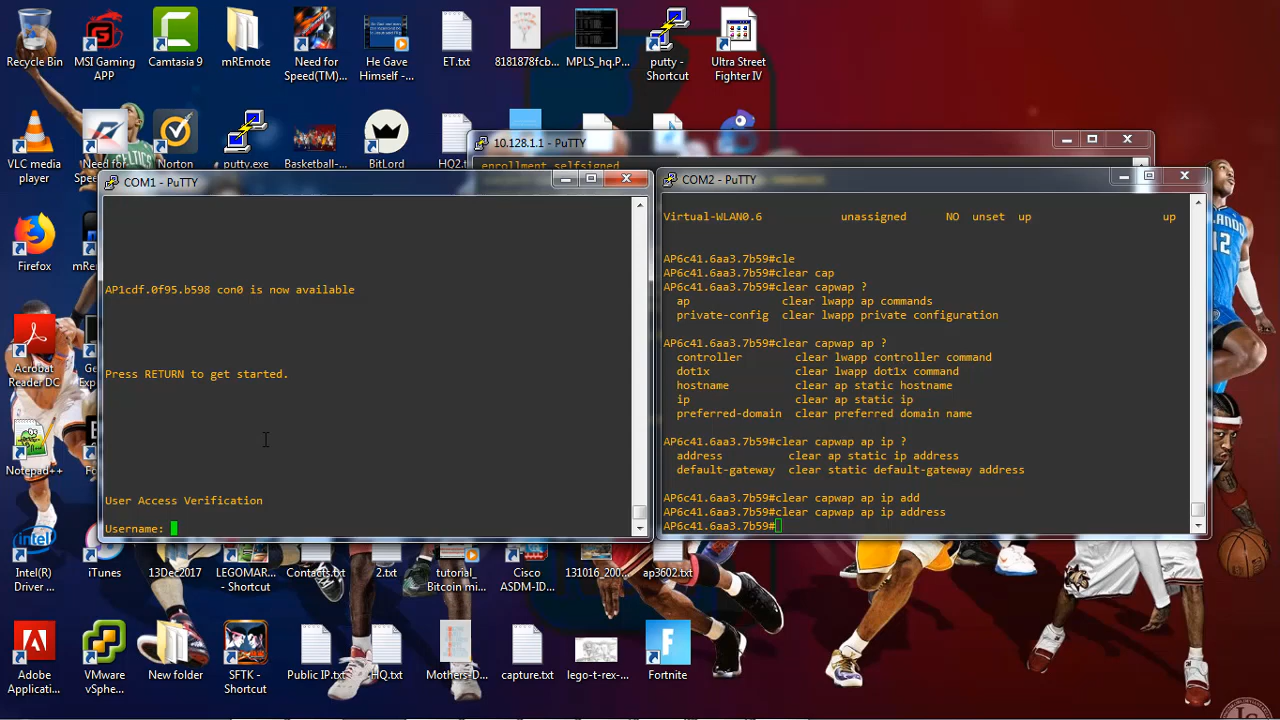 Recycle Bin
MSI Gaming
APP
Camtasia 9
mREmote
Need for
Speed(TM)...
He Gave
Himself -...
ET.txt
8181878fcb...
MPLS_hq.P...
putty -
Shortcut
Ultra Street
Fighter IV
VLC media
player
Need for
Norton
putty.exe
Basketball-...
BitLord
HQ2.
10.128.1.1 - PuTTY
enrollment selfsigned
COM1 - PuTTY
AP1cdf.0f95.b598 con0 is now available
Press RETURN to get started.
User Access Verification
Username:
COM2 - PuTTY
Virtual-WLAN0.6 unassigned NO unset up up
AP6c41.6aa3.7b59#cle
AP6c41.6aa3.7b59#clear cap
AP6c41.6aa3.7b59#clear capwap ?
ap clear lwapp ap commands
private-config clear lwapp private configuration
AP6c41.6aa3.7b59#clear capwap ap ?
controller clear lwapp controller command
dot1x clear lwapp dot1x command
hostname clear ap static hostname
ip clear ap static ip
preferred-domain clear preferred domain name
AP6c41.6aa3.7b59#clear capwap ap ip ?
address clear ap static ip address
default-gateway clear static default-gateway address
AP6c41.6aa3.7b59#clear capwap ap ip add
AP6c41.6aa3.7b59#clear capwap ap ip address
AP6c41.6aa3.7b59#
Firefox
Acrobat
Reader DC
Notepad++
Intel(R)
Driver ...
iTunes
13Dec2017
LEGOMAR...
- Shortcut
Contacts.txt
2.txt
tutorial_
Bitcoin mi...
Cisco
ASDM-ID...
131016_200...
ap3602.txt
Adobe
Applicati...
VMware
vSphe...
New folder
SFTK -
Shortcut
Public IP.txt
HQ.txt
Mothers-D...
capture.txt
lego-t-rex-...
Fortnite
CELTICS
12